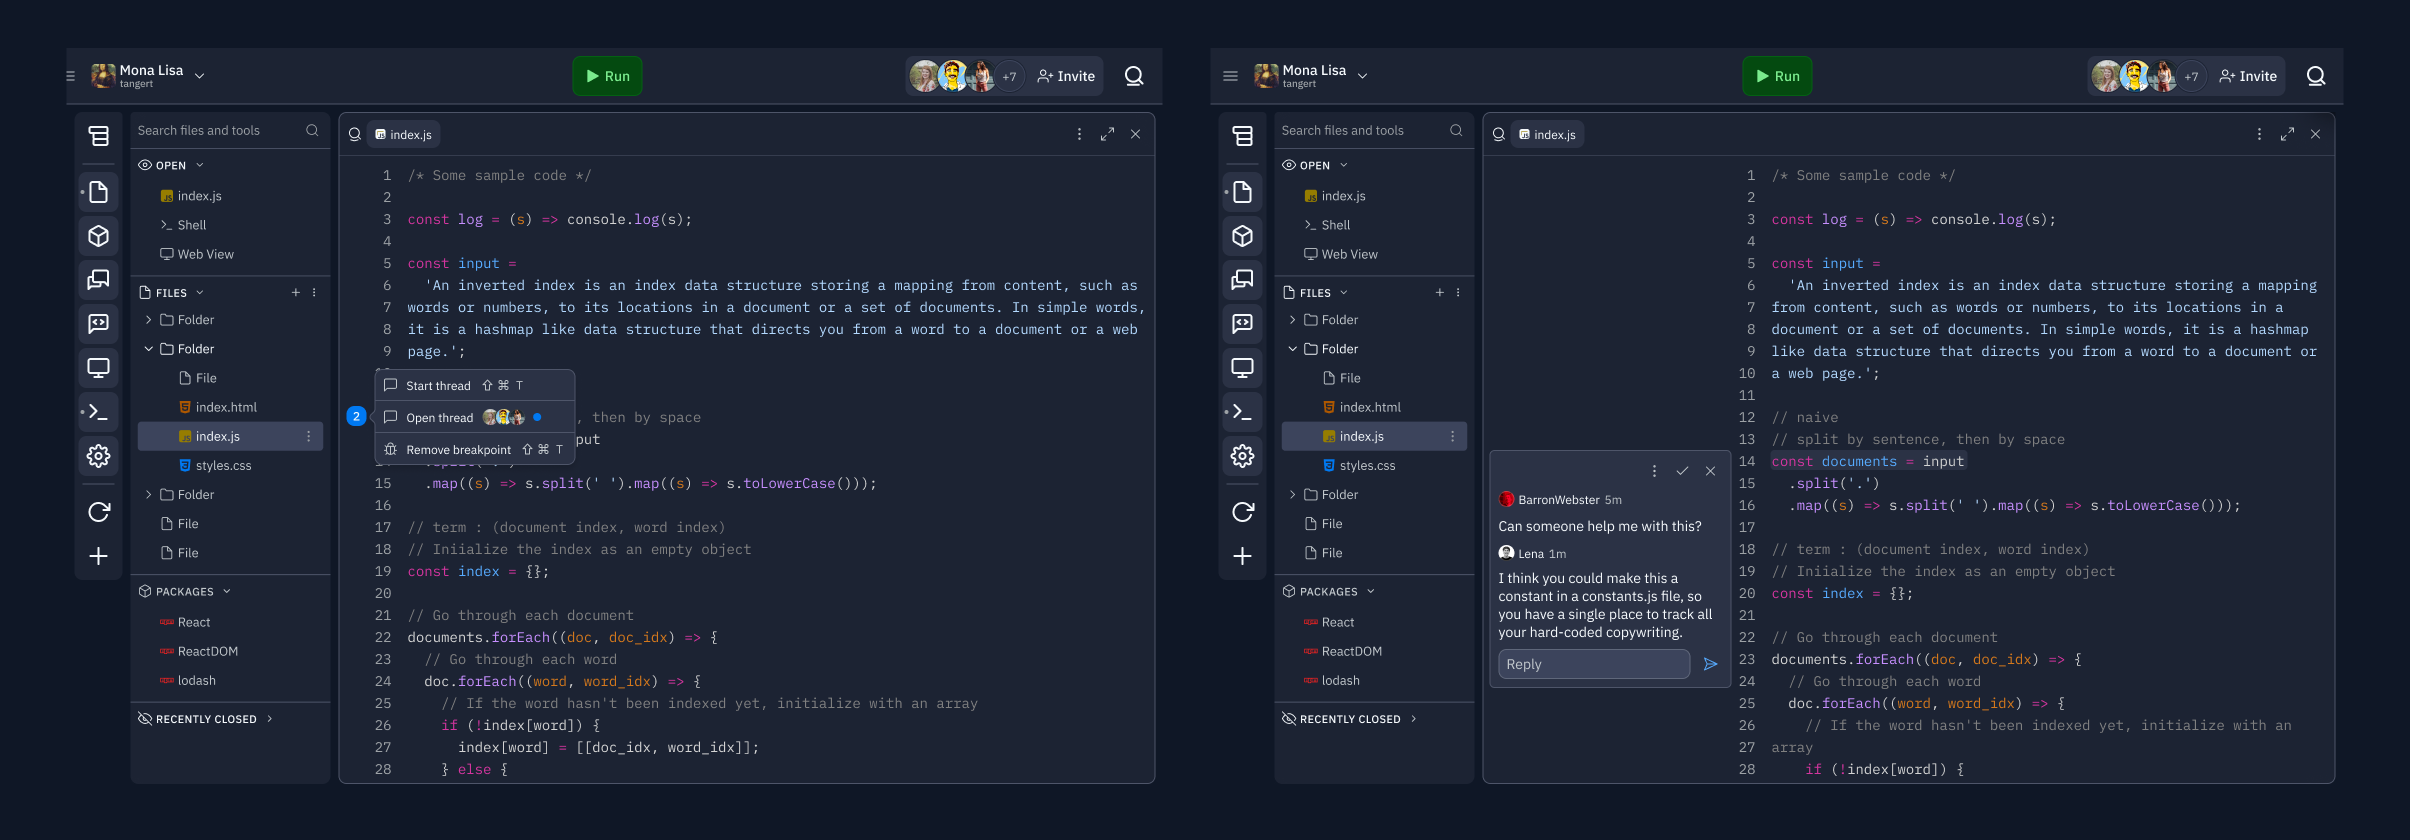 Mona Lisa
tangert
Run
+7
Invite
Search files and tools
OPEN
index.js
Shell
Web View
FILES
Folder
Folder
File
index.html
index.js
styles.css
Folder
File
File
PACKAGES
React
ReactDOM
lodash
RECENTLY CLOSED
index.js
1 /* Some sample code */
2
3 const log = (s) => console.log(s);
4
5 const input =
6 'An inverted index is an index data structure storing a mapping from content, such as
7 words or numbers, to its locations in a document or a set of documents. In simple words,
8 it is a hashmap like data structure that directs you from a word to a document or a web
9 page.';
Start thread ⇧ ⌘ T
2
Open thread
, then by space
put
Remove breakpoint ⇧ ⌘ T
15 .map((s) => s.split(' ').map((s) => s.toLowerCase()));
16
17 // term : (document index, word index)
18 // Iniialize the index as an empty object
19 const index = {};
20
21 // Go through each document
22 documents.forEach((doc, doc_idx) => {
23 // Go through each word
24 doc.forEach((word, word_idx) => {
25 // If the word hasn't been indexed yet, initialize with an array
26 if (!index[word]) {
27 index[word] = [[doc_idx, word_idx]];
28 } else {
Mona Lisa
tangert
Run
+7
Invite
Search files and tools
OPEN
index.js
Shell
Web View
FILES
Folder
Folder
File
index.html
index.js
styles.css
Folder
File
File
PACKAGES
React
ReactDOM
lodash
RECENTLY CLOSED
index.js
BarronWebster 5m
Can someone help me with this?
Lena 1m
I think you could make this a
constant in a constants.js file, so
you have a single place to track all
your hard-coded copywriting.
Reply
1 /* Some sample code */
2
3 const log = (s) => console.log(s);
4
5 const input =
6 'An inverted index is an index data structure storing a mapping
7 from content, such as words or numbers, to its locations in a
8 document or a set of documents. In simple words, it is a hashmap
9 like data structure that directs you from a word to a document or
10 a web page.';
11
12 // naive
13 // split by sentence, then by space
14 const documents = input
15 .split('.')
16 .map((s) => s.split(' ').map((s) => s.toLowerCase()));
17
18 // term : (document index, word index)
19 // Iniialize the index as an empty object
20 const index = {};
21
22 // Go through each document
23 documents.forEach((doc, doc_idx) => {
24 // Go through each word
25 doc.forEach((word, word_idx) => {
26 // If the word hasn't been indexed yet, initialize with an
27 array
28 if (!index[word]) {